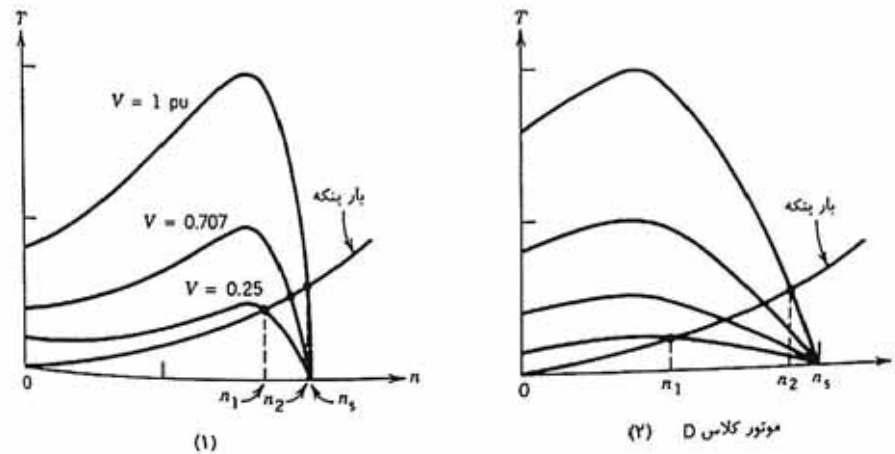 T
V = 1 pu
V = 0.707
V = 0.25
بار پنکه
0
n₁
n₂
nₛ
n
(۱)
T
بار پنکه
0
n₁
n₂
nₛ
(۲) موتور کلاس D